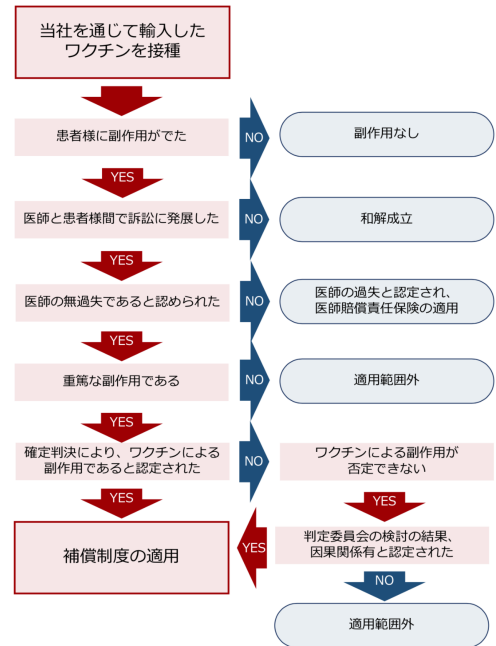 当社を通じて輸入した
ワクチンを接種
患者様に副作用がでた
NO
副作用なし
YES
医師と患者様間で訴訟に発展した
NO
和解成立
YES
医師の無過失であると認められた
NO
医師の過失と認定され、
医師賠償責任保険の適用
YES
重篤な副作用である
NO
適用範囲外
YES
確定判決により、ワクチンによる
副作用であると認定された
NO
ワクチンによる副作用が
否定できない
YES
YES
補償制度の適用
YES
判定委員会の検討の結果、
因果関係有と認定された
NO
適用範囲外